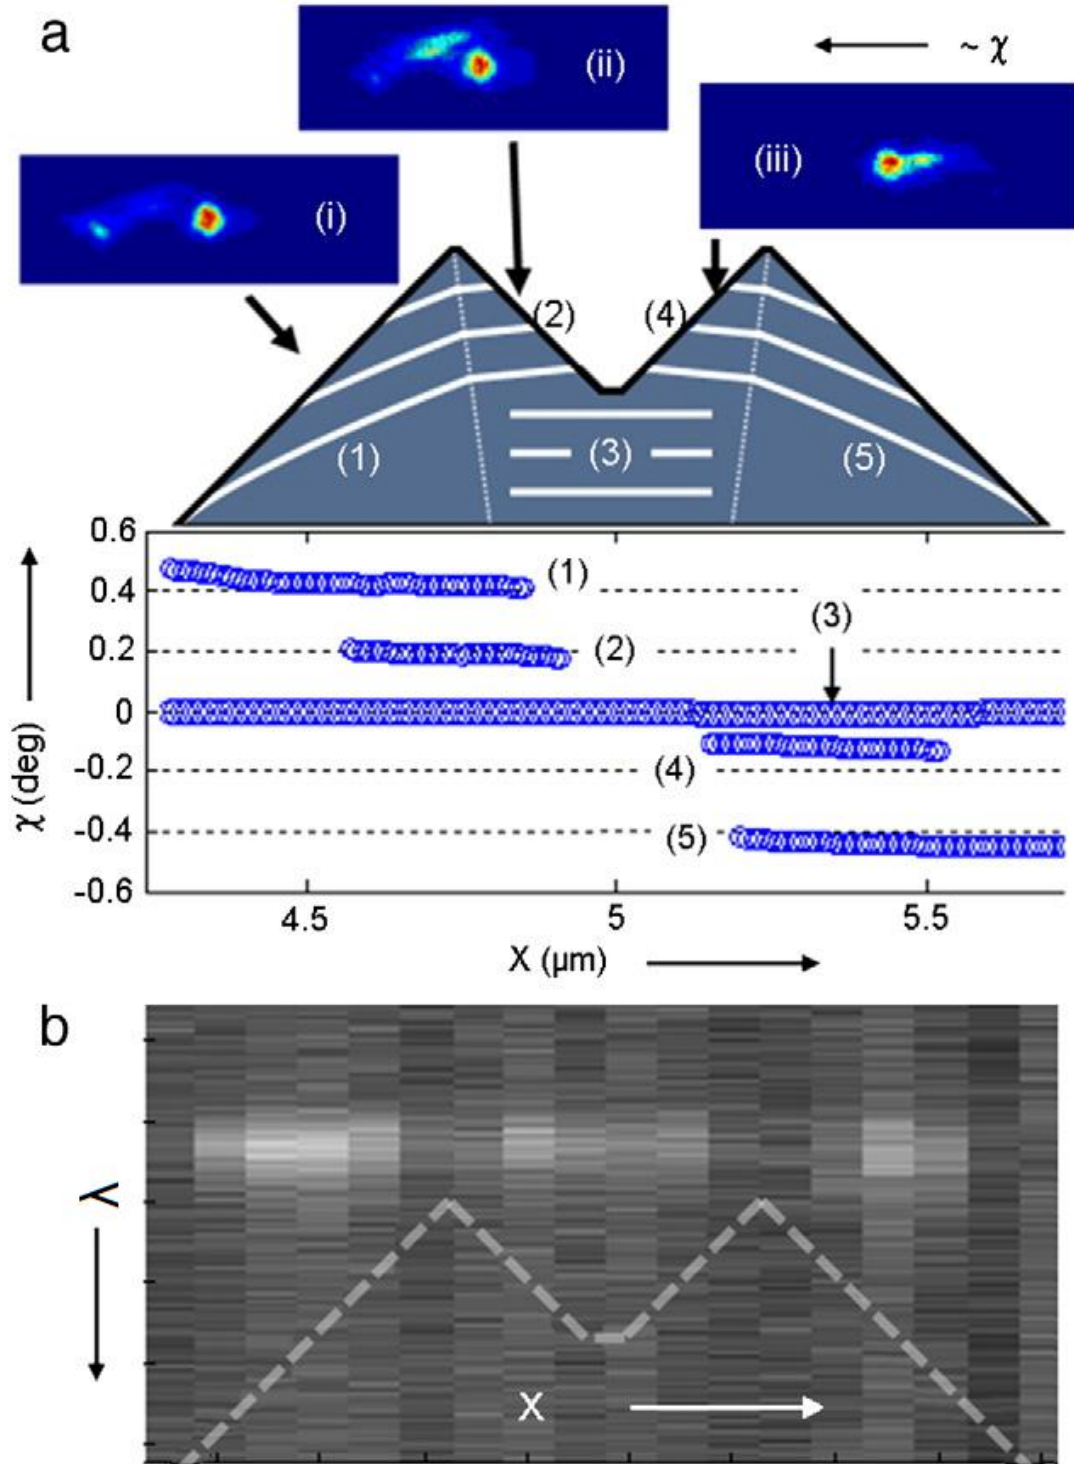 a
(ii)
~ χ
(iii)
(i)
(2)
(4)
(1)
(3)
(5)
0.6
0.4
0.2
0
-0.2
-0.4
-0.6
χ (deg)
(1)
(2)
(3)
(4)
(5)
4.5
5
5.5
X (µm)
b
λ
X